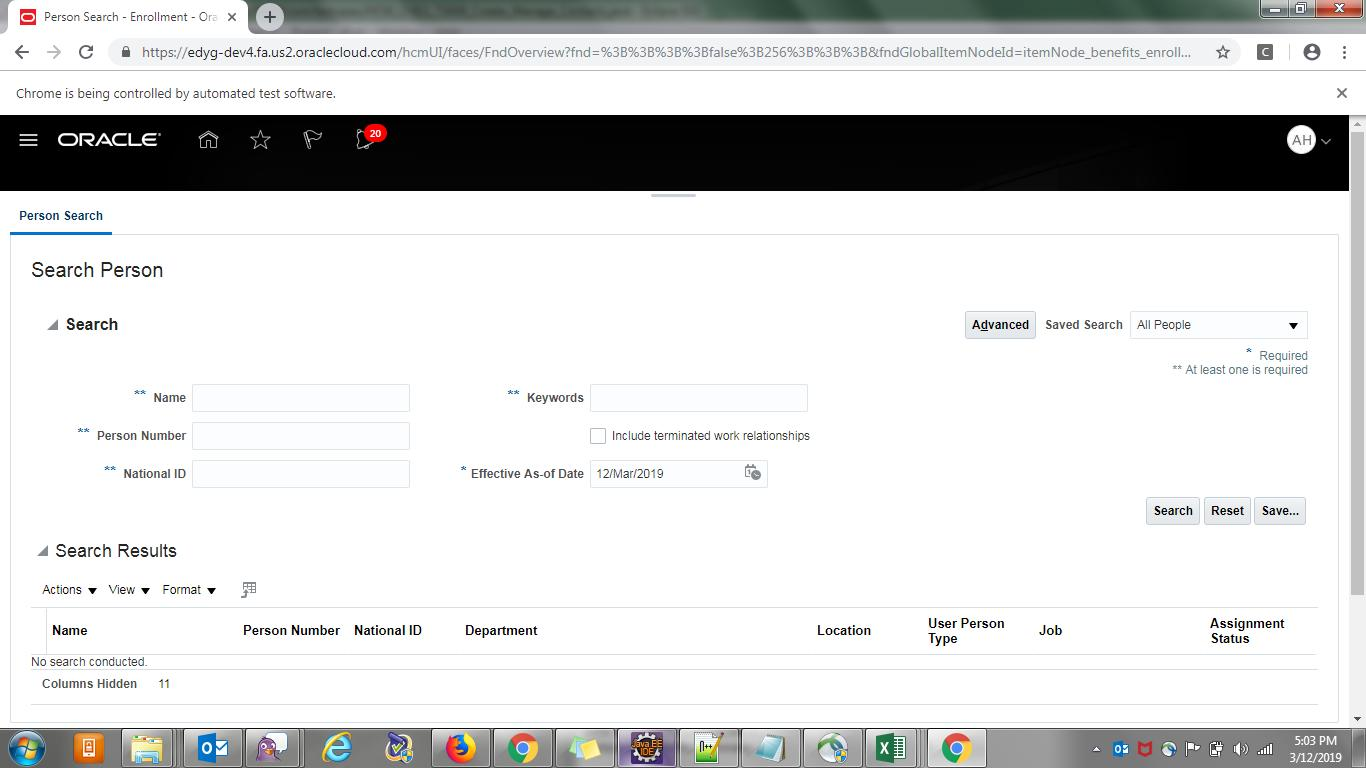 Person Search - Enrollment - Ora
https://edyg-dev4.fa.us2.oraclecloud.com/hcmUI/faces/FndOverview?fnd=%3B%3B%3B%3Bfalse%3B256%3B%3B%3B&fndGlobalItemNodeId=itemNode_benefits_enroll...
C
Chrome is being controlled by automated test software.
ORACLE
20
AH
Person Search
Search Person
Search
Advanced
Saved Search
All People
* Required
** At least one is required
** Name
** Keywords
** Person Number
Include terminated work relationships
** National ID
* Effective As-of Date
12/Mar/2019
Search
Reset
Save...
Search Results
Actions
View
Format
Name
Person Number
National ID
Department
Location
User Person
Type
Job
Assignment
Status
No search conducted.
Columns Hidden 11
Java EE
IDE
5:03 PM
3/12/2019